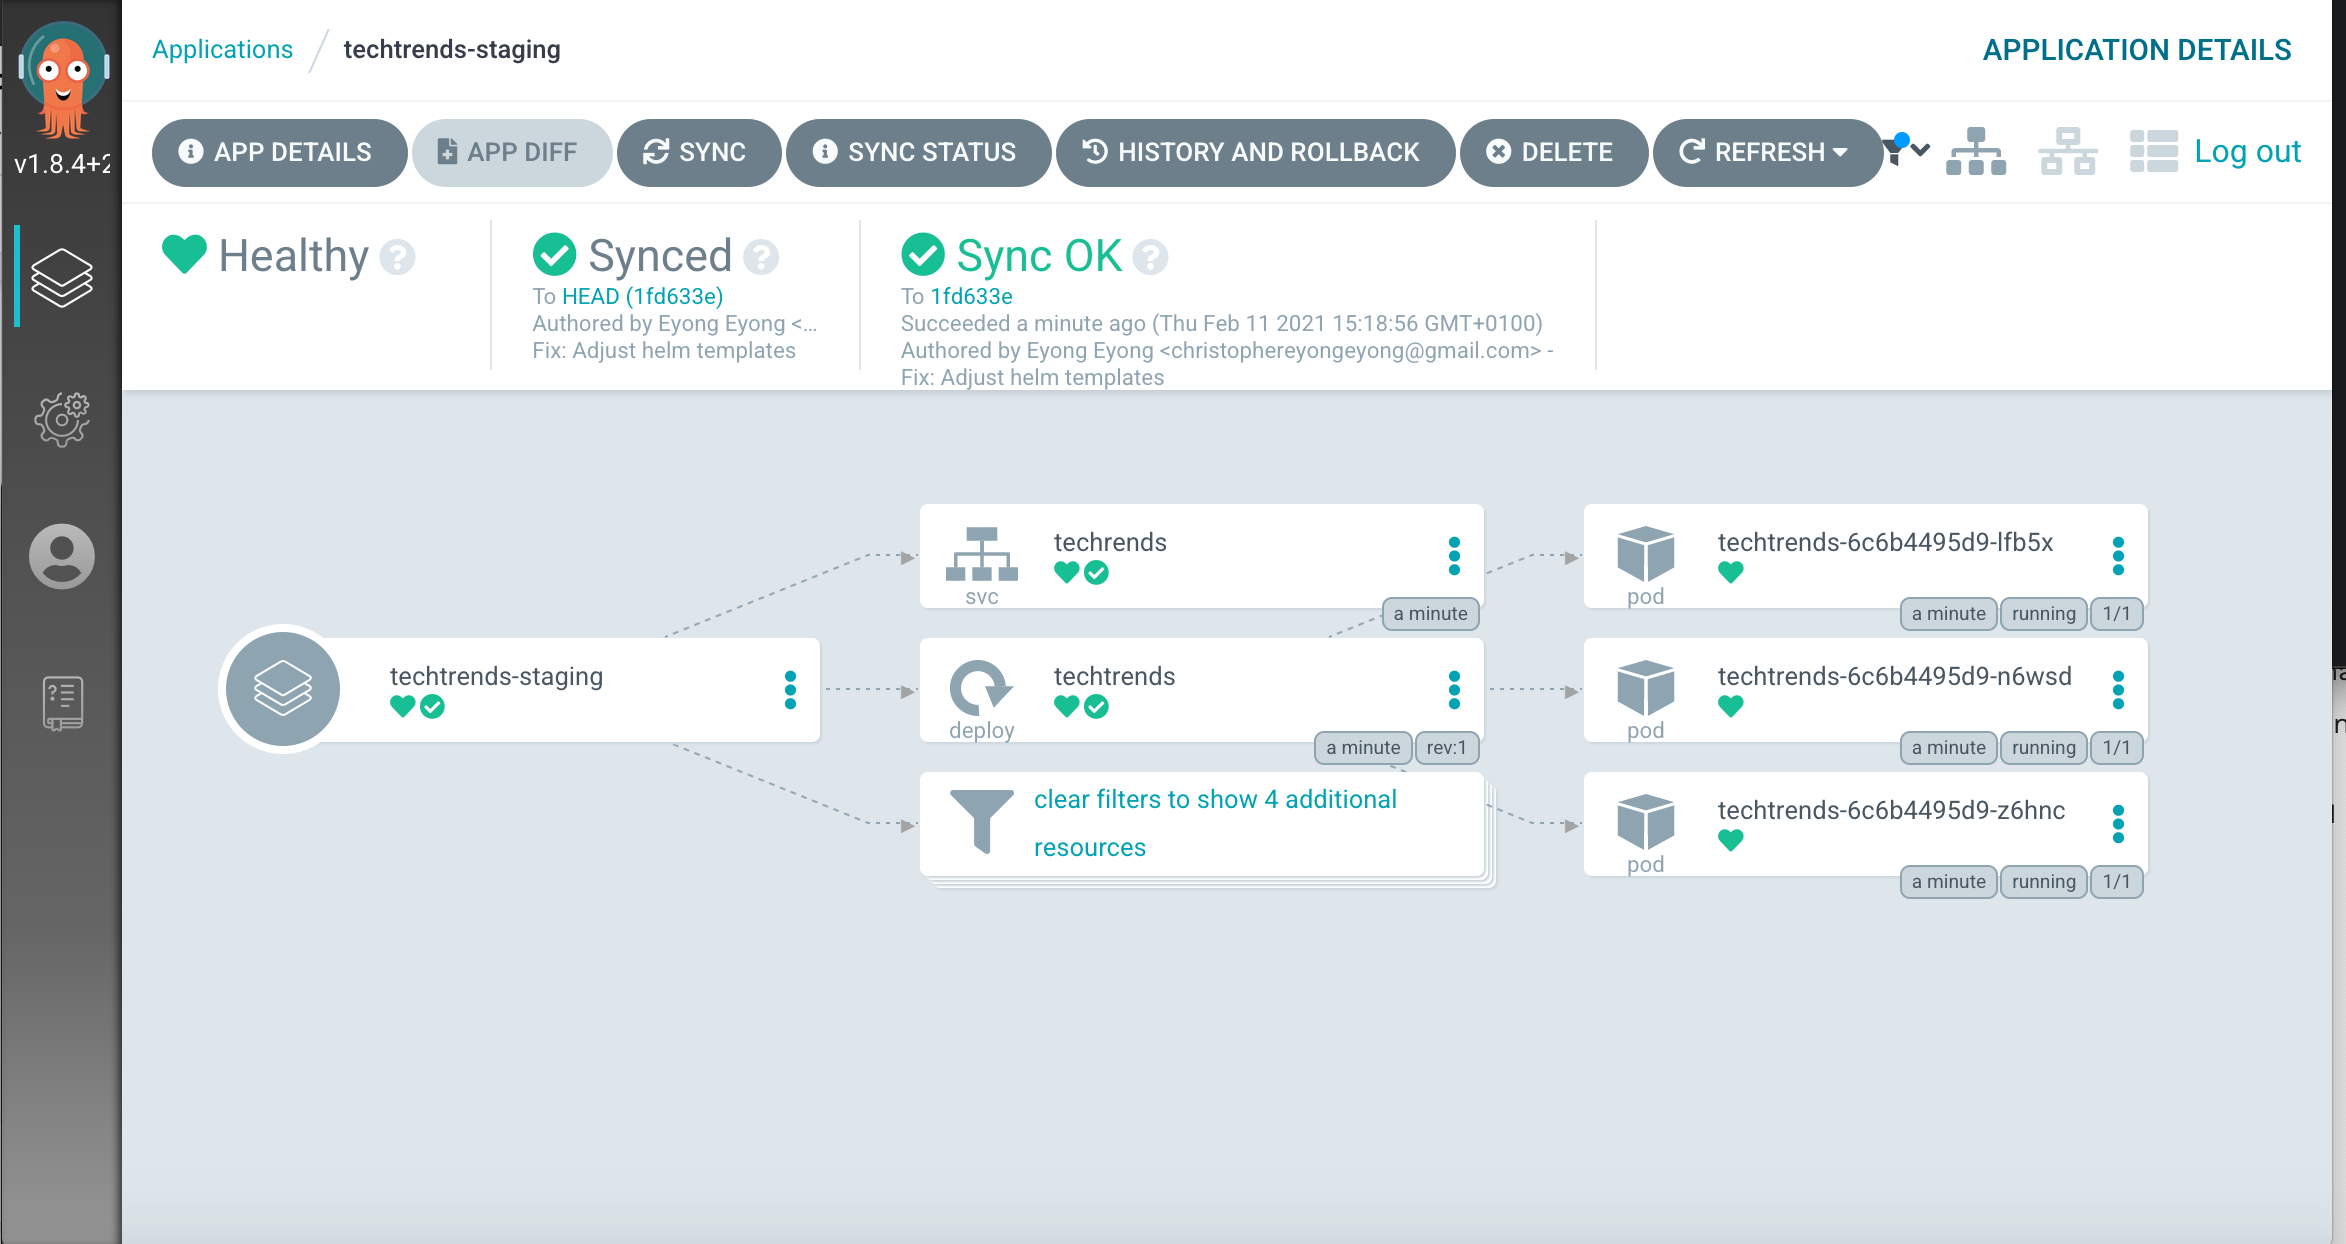 Applications / techtrends-staging
APPLICATION DETAILS
v1.8.4+2
APP DETAILS
APP DIFF
SYNC
SYNC STATUS
HISTORY AND ROLLBACK
DELETE
REFRESH
Log out
Healthy
Synced
To HEAD (1fd633e)
Authored by Eyong Eyong <...
Fix: Adjust helm templates
Sync OK
To 1fd633e
Succeeded a minute ago (Thu Feb 11 2021 15:18:56 GMT+0100)
Authored by Eyong Eyong <christophereyongeyong@gmail.com> -
Fix: Adjust helm templates
techtrends-staging
techrends
svc
a minute
techtrends
deploy
a minute
rev:1
clear filters to show 4 additional
resources
techtrends-6c6b4495d9-lfb5x
pod
a minute
running
1/1
techtrends-6c6b4495d9-n6wsd
pod
a minute
running
1/1
techtrends-6c6b4495d9-z6hnc
pod
a minute
running
1/1